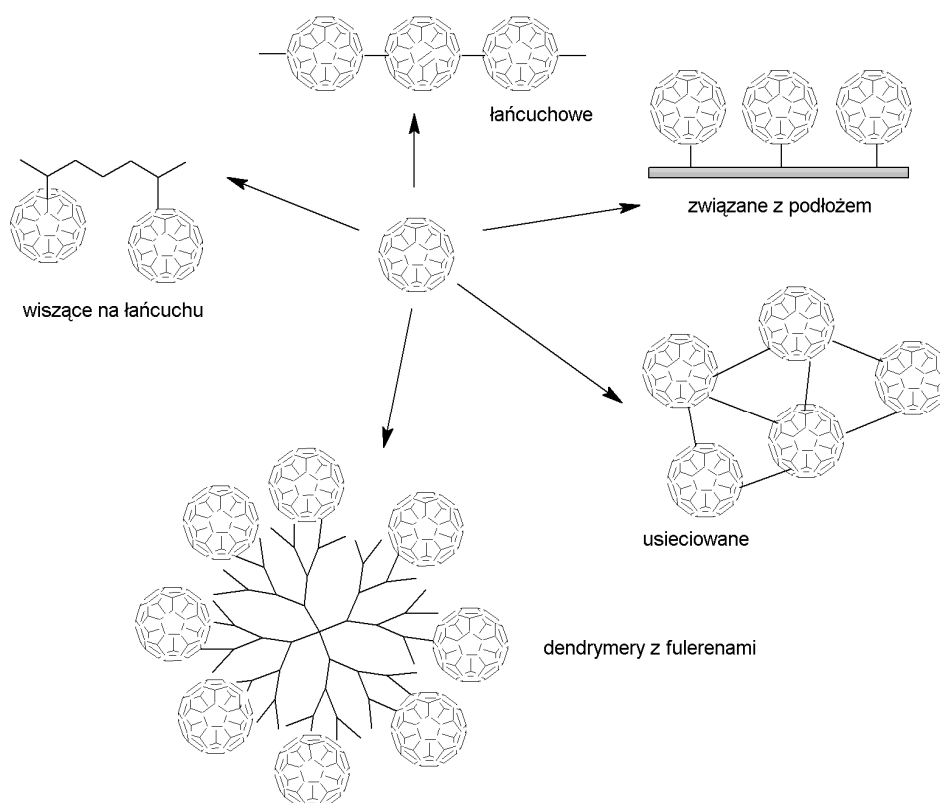 łańcuchowe
związane z podłożem
wiszące na łańcuchu
usieciowane
dendrymery z fulerenami